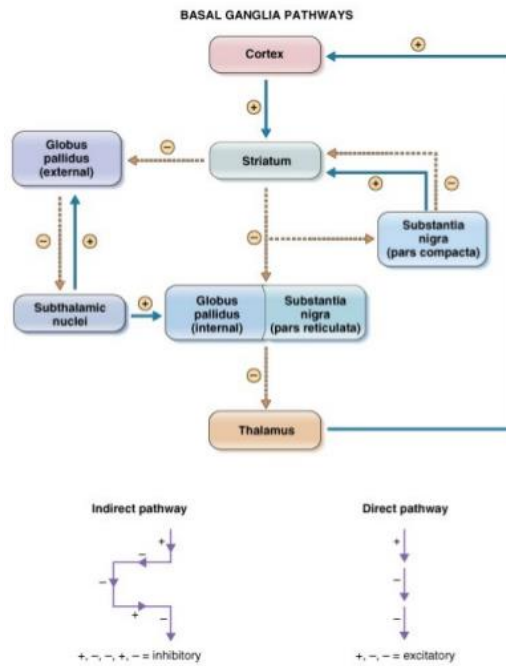 BASAL GANGLIA PATHWAYS
Cortex
+
+
Globus
pallidus
(external)
−
Striatum
+
−
−
+
−
Substantia
nigra
(pars compacta)
Subthalamic
nuclei
+
Globus
pallidus
(internal)
Substantia
nigra
(pars reticulata)
−
Thalamus
Indirect pathway
+
−
−
+
−
+, −, −, +, − = inhibitory
Direct pathway
+
−
−
+, −, − = excitatory